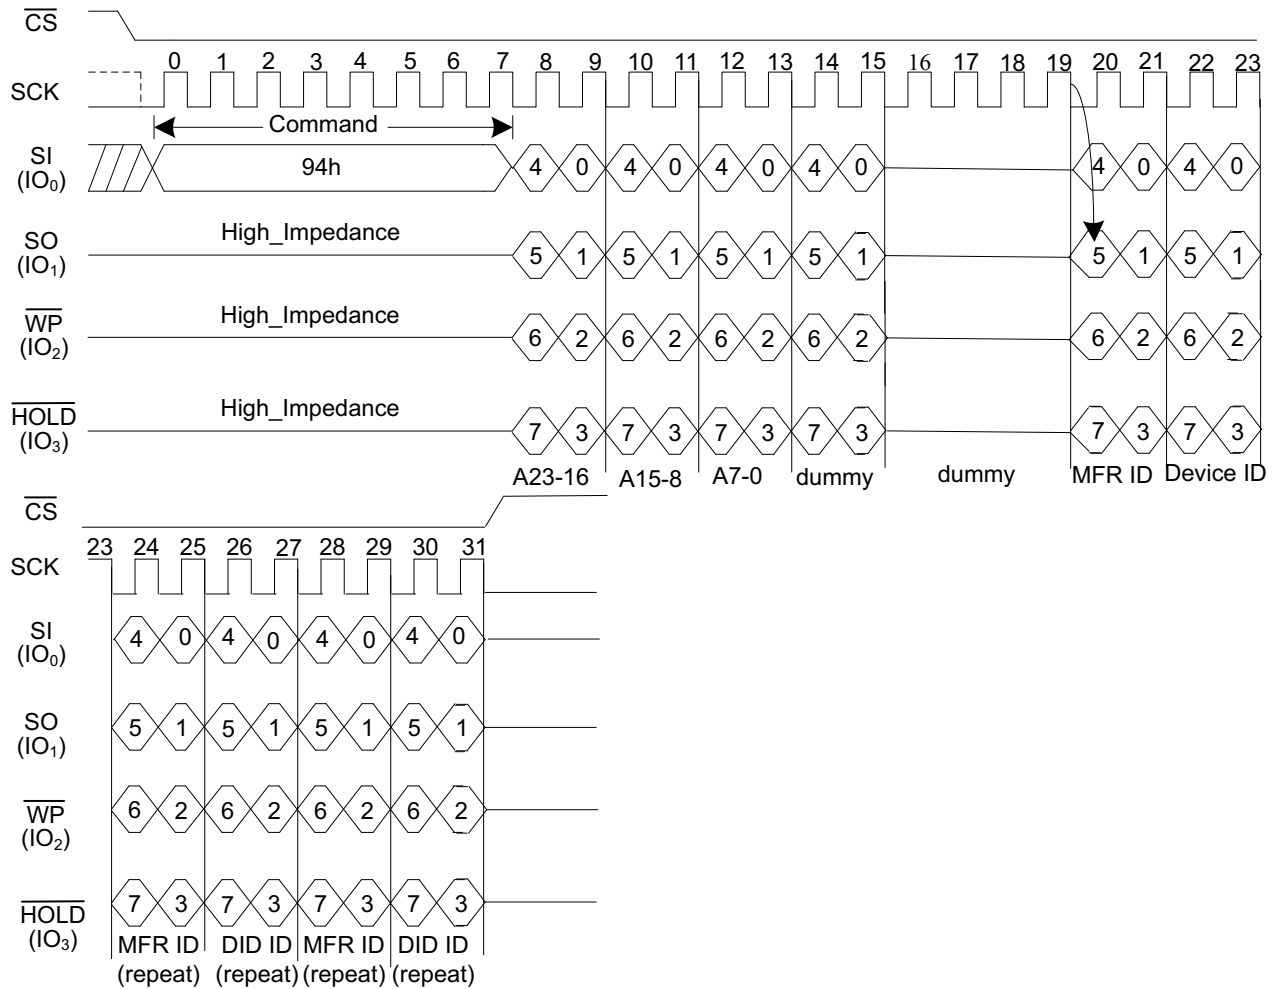 CS
0 1 2 3 4 5 6 7 8 9 10 11 12 13 14 15 16 17 18 19 20 21 22 23
SCK
Command
SI
(IO0)
94h
4 0 4 0 4 0 4 0 4 0 4 0
High_Impedance
SO
(IO1)
5 1 5 1 5 1 5 1 5 1 5 1
High_Impedance
WP
(IO2)
6 2 6 2 6 2 6 2 6 2 6 2
High_Impedance
HOLD
(IO3)
7 3 7 3 7 3 7 3 7 3 7 3
A23-16 A15-8 A7-0 dummy dummy MFR ID Device ID
CS
23 24 25 26 27 28 29 30 31
SCK
SI
(IO0)
4 0 4 0 4 0 4 0
SO
(IO1)
5 1 5 1 5 1 5 1
WP
(IO2)
6 2 6 2 6 2 6 2
HOLD
(IO3)
7 3 7 3 7 3 7 3
MFR ID DID ID MFR ID DID ID
(repeat) (repeat) (repeat) (repeat)